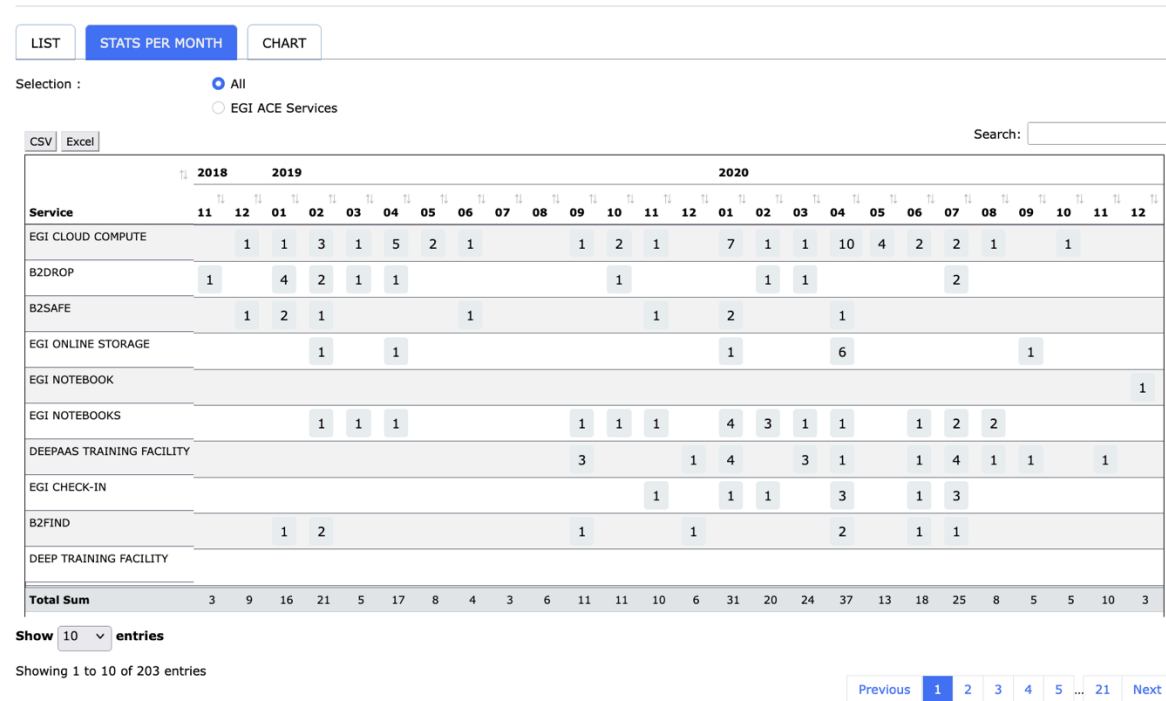 LIST STATS PER MONTH CHART
Selection : All
EGI ACE Services
CSV Excel Search:
2018 2019 2020
Service 11 12 01 02 03 04 05 06 07 08 09 10 11 12 01 02 03 04 05 06 07 08 09 10 11 12
EGI CLOUD COMPUTE 1 1 3 1 5 2 1 1 2 1 7 1 1 10 4 2 2 1 1
B2DROP 1 4 2 1 1 1 1 1 2
B2SAFE 1 2 1 1 1 2 1
EGI ONLINE STORAGE 1 1 1 6 1
EGI NOTEBOOK 1
EGI NOTEBOOKS 1 1 1 1 1 1 4 3 1 1 1 2 2
DEEPAAS TRAINING FACILITY 3 1 4 3 1 1 4 1 1 1
EGI CHECK-IN 1 1 1 3 1 3
B2FIND 1 2 1 1 2 1 1
DEEP TRAINING FACILITY
Total Sum 3 9 16 21 5 17 8 4 3 6 11 11 10 6 31 20 24 37 13 18 25 8 5 5 10 3
Show 10 entries
Showing 1 to 10 of 203 entries
Previous 1 2 3 4 5 ... 21 Next